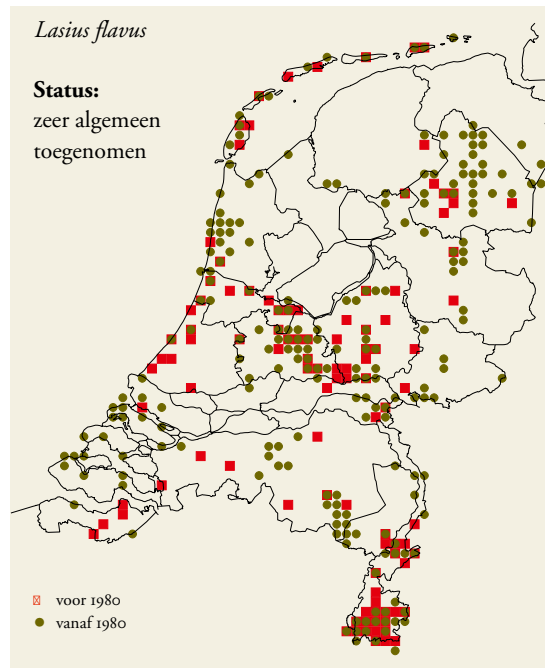 Lasius flavus
Status:
zeer algemeen
toegenomen
voor 1980
vanaf 1980